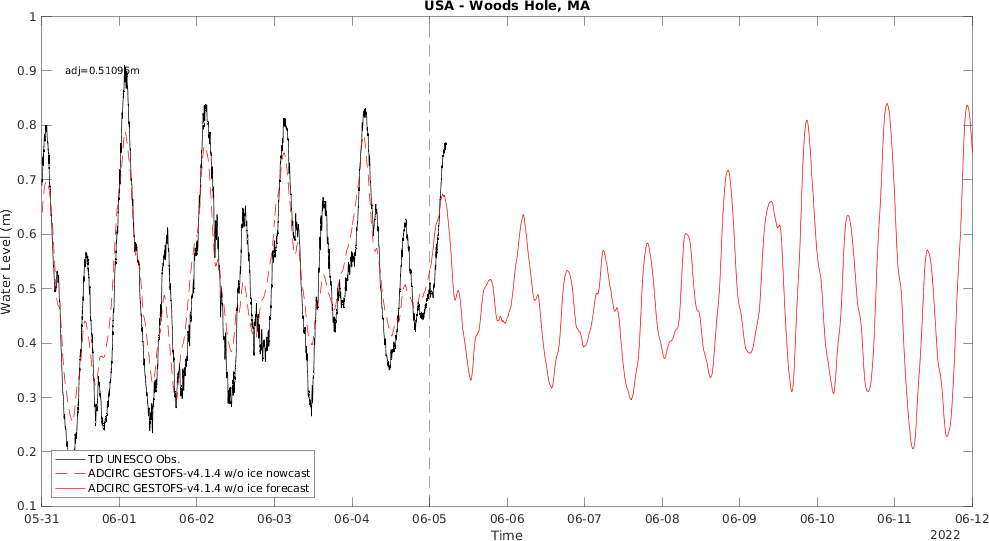 USA - Woods Hole, MA
1
0.9
0.8
0.7
0.6
0.5
0.4
0.3
0.2
0.1
Water Level (m)
adj=0.51095m
TD UNESCO Obs.
ADCIRC GESTOFS-v4.1.4 w/o ice nowcast
ADCIRC GESTOFS-v4.1.4 w/o ice forecast
05-31 06-01 06-02 06-03 06-04 06-05 06-06 06-07 06-08 06-09 06-10 06-11 06-12
Time
2022